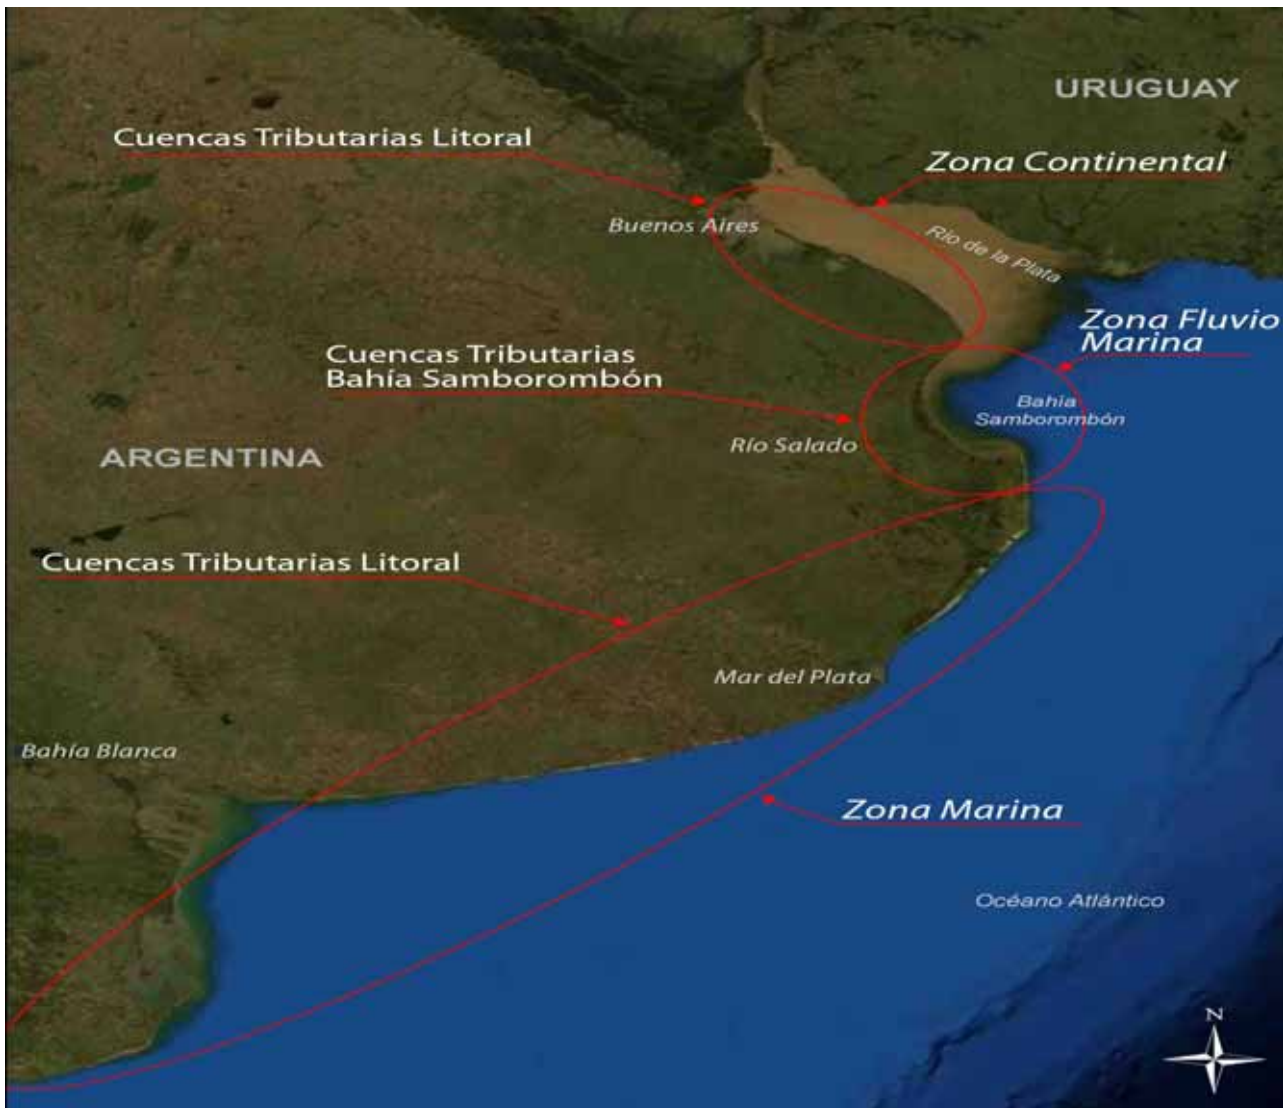 URUGUAY
Cuencas Tributarias Litoral
Zona Continental
Buenos Aires
Río de la Plata
Zona Fluvio
Marina
Cuencas Tributarias
Bahía Samborombón
Bahía
Samborombón
Río Salado
ARGENTINA
Cuencas Tributarias Litoral
Mar del Plata
Bahía Blanca
Zona Marina
Océano Atlántico
N